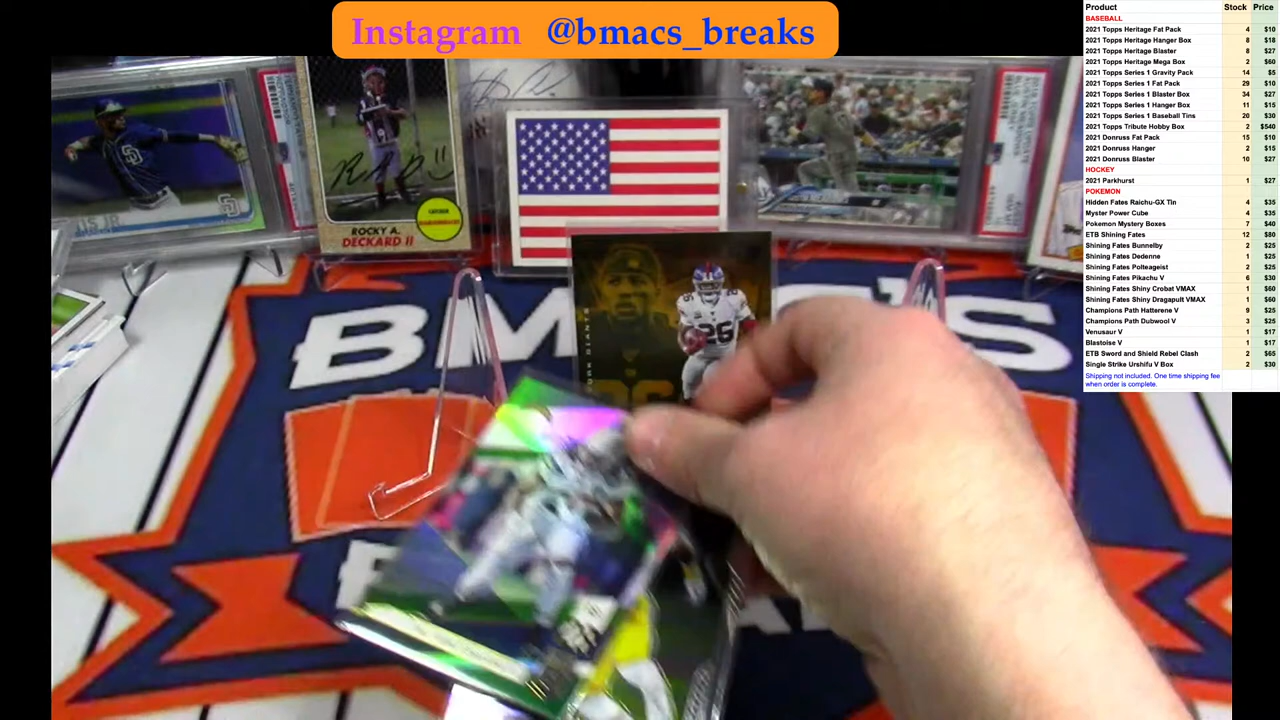 Instagram @bmacs_breaks
Product Stock Price
BASEBALL
2021 Topps Heritage Fat Pack 4 $10
2021 Topps Heritage Hanger Box 8 $18
2021 Topps Heritage Blaster 8 $27
2021 Topps Heritage Mega Box 2 $60
2021 Topps Series 1 Gravity Pack 14 $5
2021 Topps Series 1 Fat Pack 29 $10
2021 Topps Series 1 Blaster Box 34 $27
2021 Topps Series 1 Hanger Box 11 $15
2021 Topps Series 1 Baseball Tins 20 $30
2021 Topps Tribute Hobby Box 2 $540
2021 Donruss Fat Pack 15 $10
2021 Donruss Hanger 2 $15
2021 Donruss Blaster 10 $27
HOCKEY
2021 Parkhurst 1 $27
POKEMON
Hidden Fates Raichu-GX Tin 4 $35
Myster Power Cube 4 $35
Pokemon Mystery Boxes 7 $40
ETB Shining Fates 12 $80
Shining Fates Bunnelby 2 $25
Shining Fates Dedenne 1 $25
Shining Fates Polteageist 2 $25
Shining Fates Pikachu V 6 $30
Shining Fates Shiny Crobat VMAX 1 $60
Shining Fates Shiny Dragapult VMAX 1 $60
Champions Path Hatterene V 9 $25
Champions Path Dubwool V 3 $25
Venusaur V 1 $17
Blastoise V 1 $17
ETB Sword and Shield Rebel Clash 2 $65
Single Strike Urshifu V Box 2 $30
Shipping not included. One time shipping fee
when order is complete.
IS JR
ROCKY A.
DECKARD II
26
BMAC'S